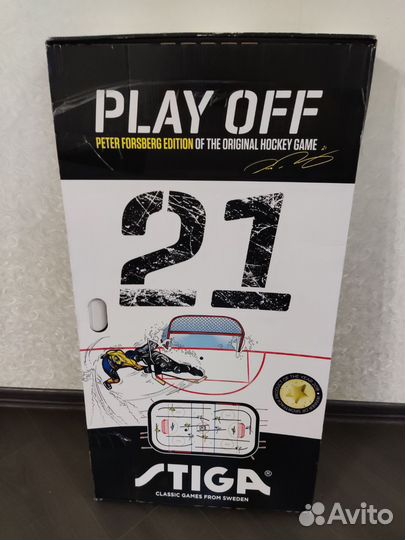 PLAY OFF
PETER FORSBERG EDITION OF THE ORIGINAL HOCKEY GAME
21
STIGA®
CLASSIC GAMES FROM SWEDEN
Avito